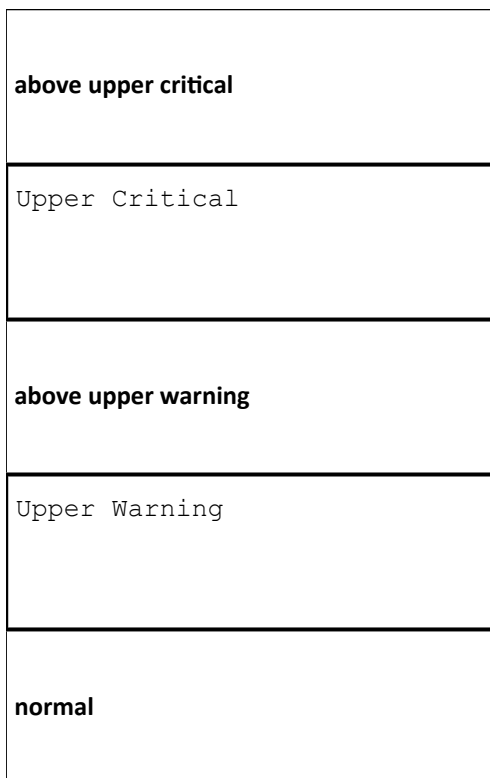 above upper critical
Upper Critical
above upper warning
Upper Warning
normal